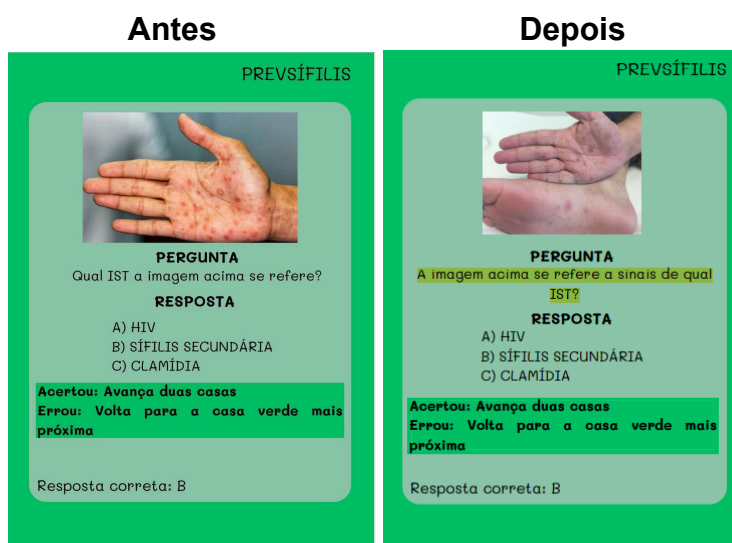 Antes
PREVSÍFILIS
PERGUNTA
Qual IST a imagem acima se refere?
RESPOSTA
A) HIV
B) SÍFILIS SECUNDÁRIA
C) CLAMÍDIA
Acertou: Avança duas casas
Errou: Volta para a casa verde mais
próxima
Resposta correta: B
Depois
PREVSÍFILIS
PERGUNTA
A imagem acima se refere a sinais de qual
IST?
RESPOSTA
A) HIV
B) SÍFILIS SECUNDÁRIA
C) CLAMÍDIA
Acertou: Avança duas casas
Errou: Volta para a casa verde mais
próxima
Resposta correta: B